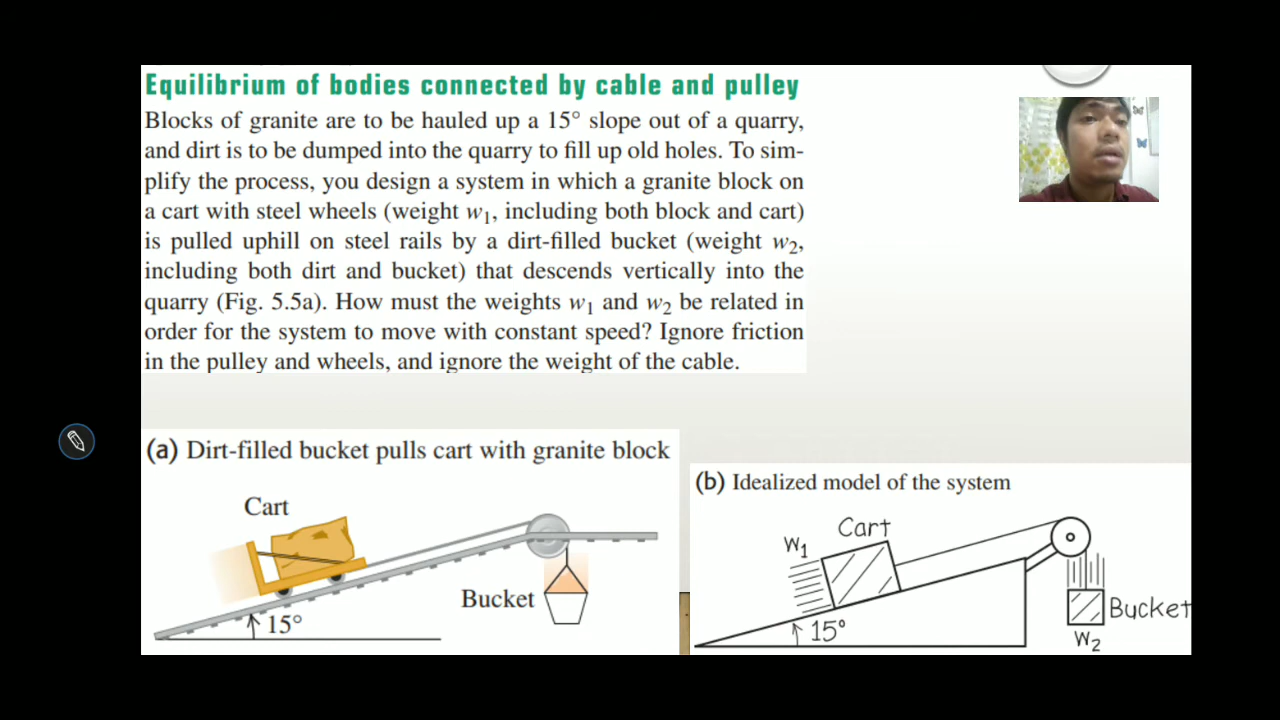 Equilibrium of bodies connected by cable and pulley
Blocks of granite are to be hauled up a 15° slope out of a quarry,
and dirt is to be dumped into the quarry to fill up old holes. To sim-
plify the process, you design a system in which a granite block on
a cart with steel wheels (weight w₁, including both block and cart)
is pulled uphill on steel rails by a dirt-filled bucket (weight w₂,
including both dirt and bucket) that descends vertically into the
quarry (Fig. 5.5a). How must the weights w₁ and w₂ be related in
order for the system to move with constant speed? Ignore friction
in the pulley and wheels, and ignore the weight of the cable.
(a) Dirt-filled bucket pulls cart with granite block
Cart
Bucket
15°
(b) Idealized model of the system
Cart
W₁
Bucket
15°
W₂